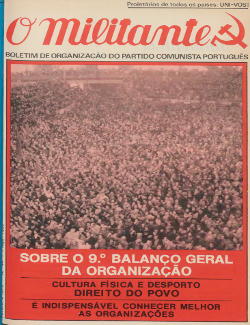 Proletários de todos os países: UNI-VOS!
O Militante
BOLETIM DE ORGANIZAÇÃO DO PARTIDO COMUNISTA PORTUGUÊS
SOBRE O 9.º BALANÇO GERAL
DA ORGANIZAÇÃO
CULTURA FÍSICA E DESPORTO
DIREITO DO POVO
É INDISPENSÁVEL CONHECER MELHOR
AS ORGANIZAÇÕES